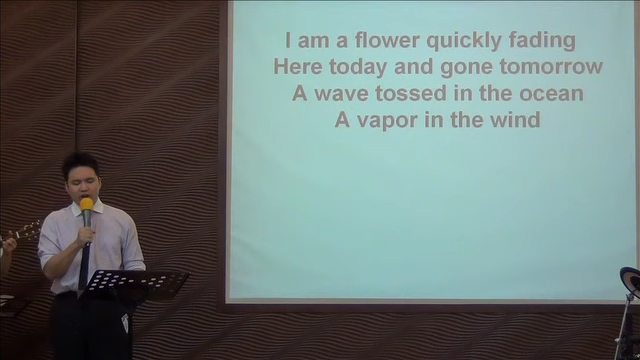 I am a flower quickly fading
Here today and gone tomorrow
A wave tossed in the ocean
A vapor in the wind